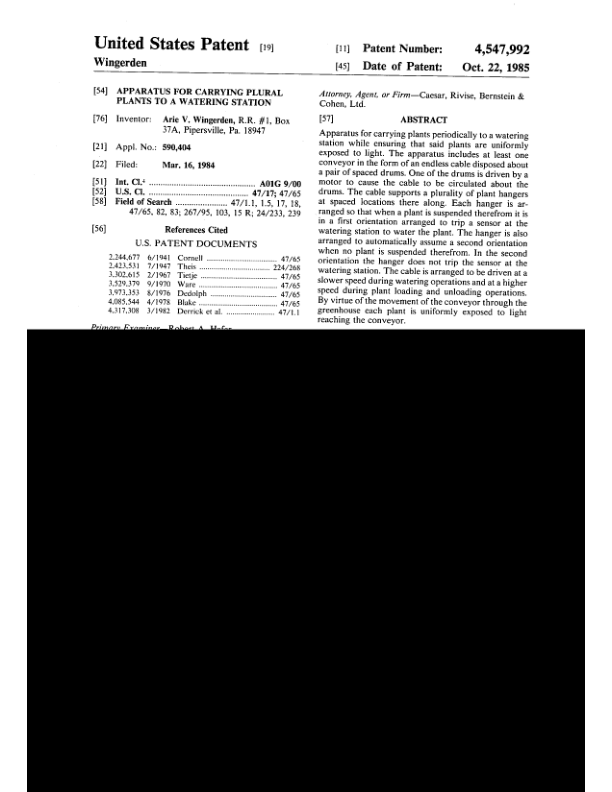 United States Patent [19]
Wingerden
[11] Patent Number: 4,547,992
[45] Date of Patent: Oct. 22, 1985
[54] APPARATUS FOR CARRYING PLURAL
PLANTS TO A WATERING STATION
[76] Inventor: Arie V. Wingerden, R.R. #1, Box
37A, Pipersville, Pa. 18947
[21] Appl. No.: 590,404
[22] Filed: Mar. 16, 1984
[51] Int. Cl.⁴ ................................ A01G 9/00
[52] U.S. Cl. ................................ 47/17; 47/65
[58] Field of Search ................ 47/1.1, 1.5, 17, 18,
47/65, 82, 83; 267/95, 103, 15 R; 24/233, 239
[56] References Cited
U.S. PATENT DOCUMENTS
2,244,677 6/1941 Cornell ................................ 47/65
2,423,531 7/1947 Theis ................................ 224/268
3,302,615 2/1967 Tietje ................................ 47/65
3,529,379 9/1970 Ware ................................ 47/65
3,973,353 8/1976 Dedolph ................................ 47/65
4,085,544 4/1978 Blake ................................ 47/65
4,317,308 3/1982 Derrick et al. ........................ 47/1.1
Primary Examiner—Robert A. Hafer
Attorney, Agent, or Firm—Caesar, Rivise, Bernstein &
Cohen, Ltd.
[57] ABSTRACT
Apparatus for carrying plants periodically to a watering
station while ensuring that said plants are uniformly
exposed to light. The apparatus includes at least one
conveyor in the form of an endless cable disposed about
a pair of spaced drums. One of the drums is driven by a
motor to cause the cable to be circulated about the
drums. The cable supports a plurality of plant hangers
at spaced locations there along. Each hanger is ar-
ranged so that when a plant is suspended therefrom it is
in a first orientation arranged to trip a sensor at the
watering station to water the plant. The hanger is also
arranged to automatically assume a second orientation
when no plant is suspended therefrom. In the second
orientation the hanger does not trip the sensor at the
watering station. The cable is arranged to be driven at a
slower speed during watering operations and at a higher
speed during plant loading and unloading operations.
By virtue of the movement of the conveyor through the
greenhouse each plant is uniformly exposed to light
reaching the conveyor.